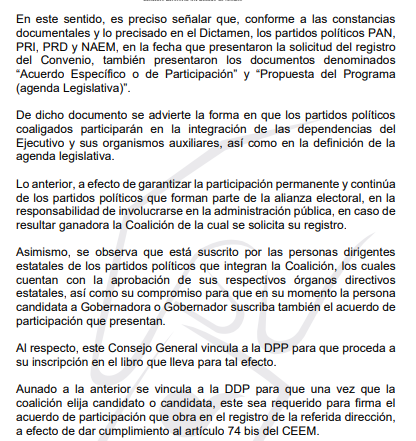 En este sentido, es preciso señalar que, conforme a las constancias
documentales y lo precisado en el Dictamen, los partidos políticos PAN,
PRI, PRD y NAEM, en la fecha que presentaron la solicitud del registro
del Convenio, también presentaron los documentos denominados
“Acuerdo Específico o de Participación” y “Propuesta del Programa
(agenda Legislativa)”.
De dicho documento se advierte la forma en que los partidos políticos
coaligados participarán en la integración de las dependencias del
Ejecutivo y sus organismos auxiliares, así como en la definición de la
agenda legislativa.
Lo anterior, a efecto de garantizar la participación permanente y continúa
de los partidos políticos que forman parte de la alianza electoral, en la
responsabilidad de involucrarse en la administración pública, en caso de
resultar ganadora la Coalición de la cual se solicita su registro.
Asimismo, se observa que está suscrito por las personas dirigentes
estatales de los partidos políticos que integran la Coalición, los cuales
cuentan con la aprobación de sus respectivos órganos directivos
estatales, así como su compromiso para que en su momento la persona
candidata a Gobernadora o Gobernador suscriba también el acuerdo de
participación que presentan.
Al respecto, este Consejo General vincula a la DPP para que proceda a
su inscripción en el libro que lleva para tal efecto.
Aunado a la anterior se vincula a la DDP para que una vez que la
coalición elija candidato o candidata, este sea requerido para firma el
acuerdo de participación que obra en el registro de la referida dirección,
a efecto de dar cumplimiento al artículo 74 bis del CEEM.